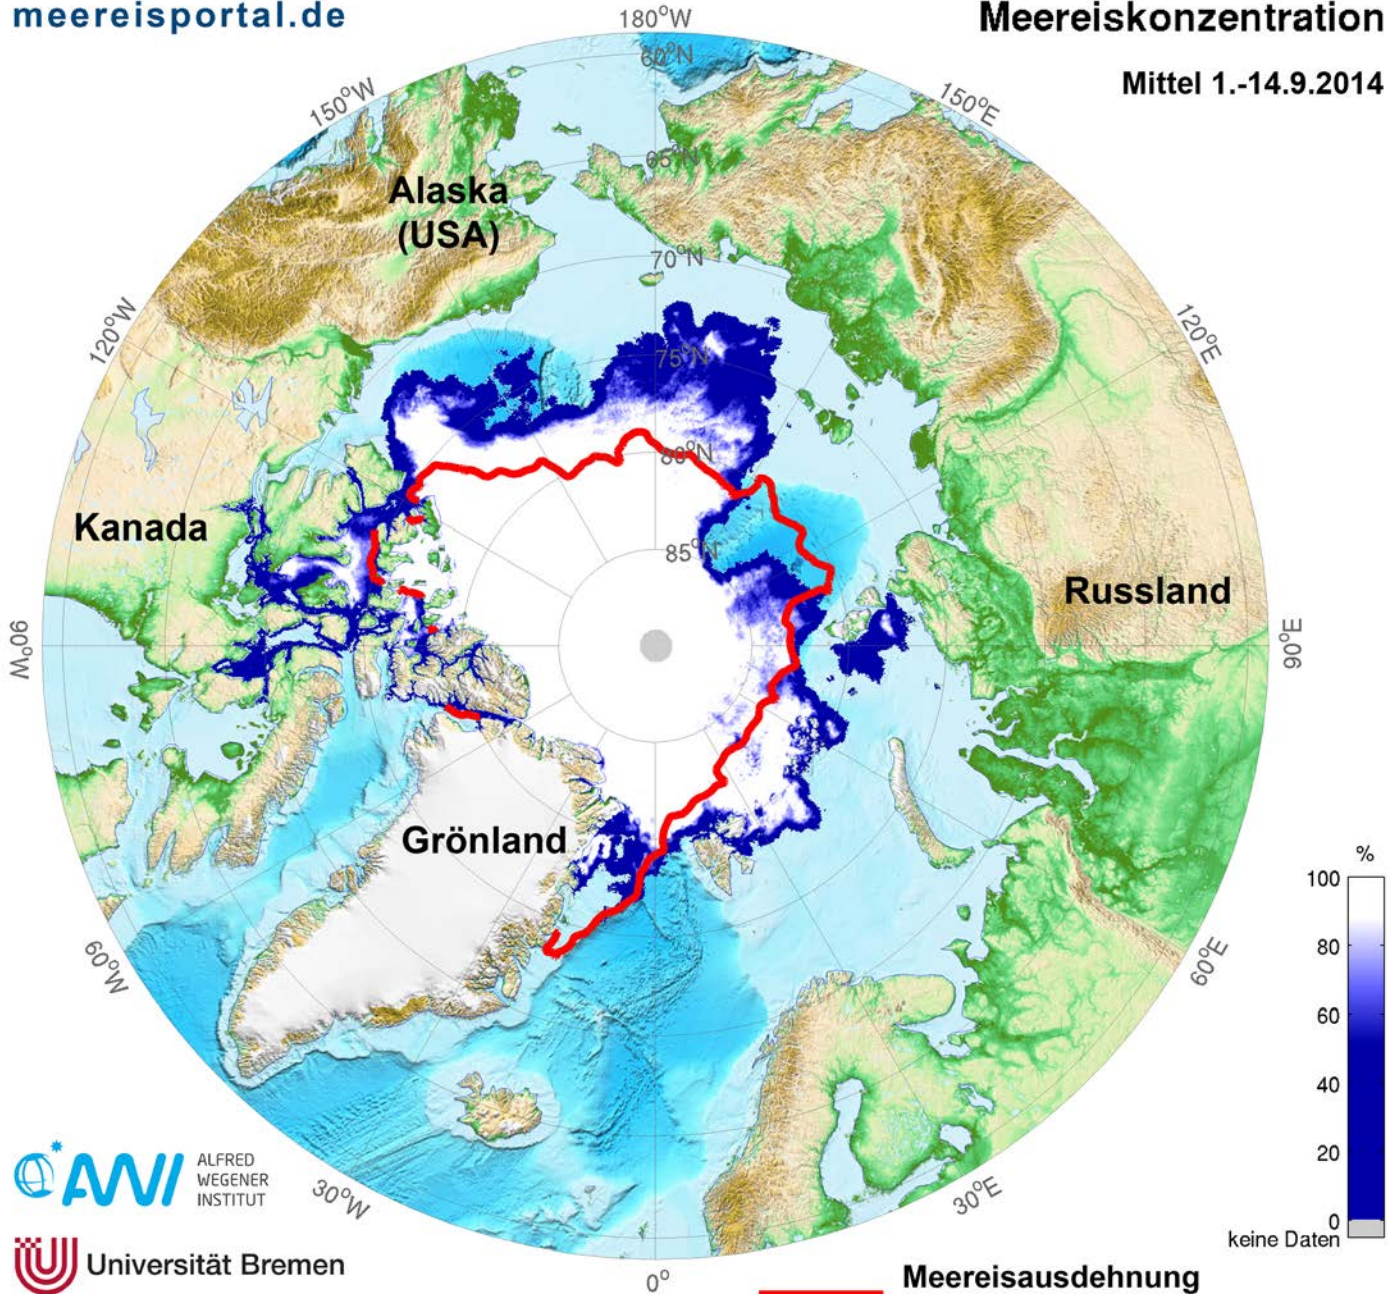 meereisportal.de
Meereiskonzentration
Mittel 1.-14.9.2014
180°W
60°N
150°W
150°E
65°N
Alaska
(USA)
70°N
120°W
120°E
75°N
80°N
Kanada
85°N
Russland
90°W
90°E
Grönland
%
100
80
60
40
20
0
keine Daten
60°W
60°E
30°W
30°E
0°
AWI
ALFRED
WEGENER
INSTITUT
Universität Bremen
Meereisausdehnung